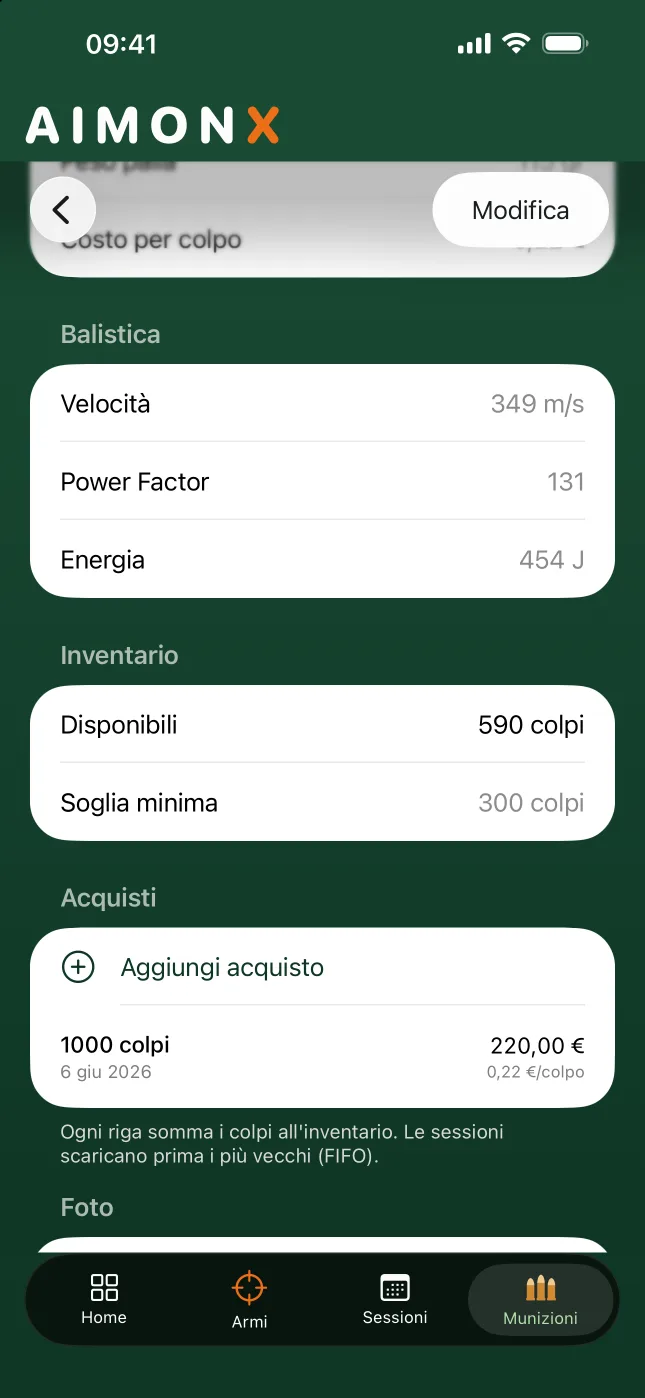 09:41
AIMONX
Peso palla
Modifica
Costo per colpo
Balistica
Velocità 349 m/s
Power Factor 131
Energia 454 J
Inventario
Disponibili 590 colpi
Soglia minima 300 colpi
Acquisti
Aggiungi acquisto
1000 colpi 220,00 €
6 giu 2026 0,22 €/colpo
Ogni riga somma i colpi all'inventario. Le sessioni
scaricano prima i più vecchi (FIFO).
Foto
Home Armi Sessioni Munizioni